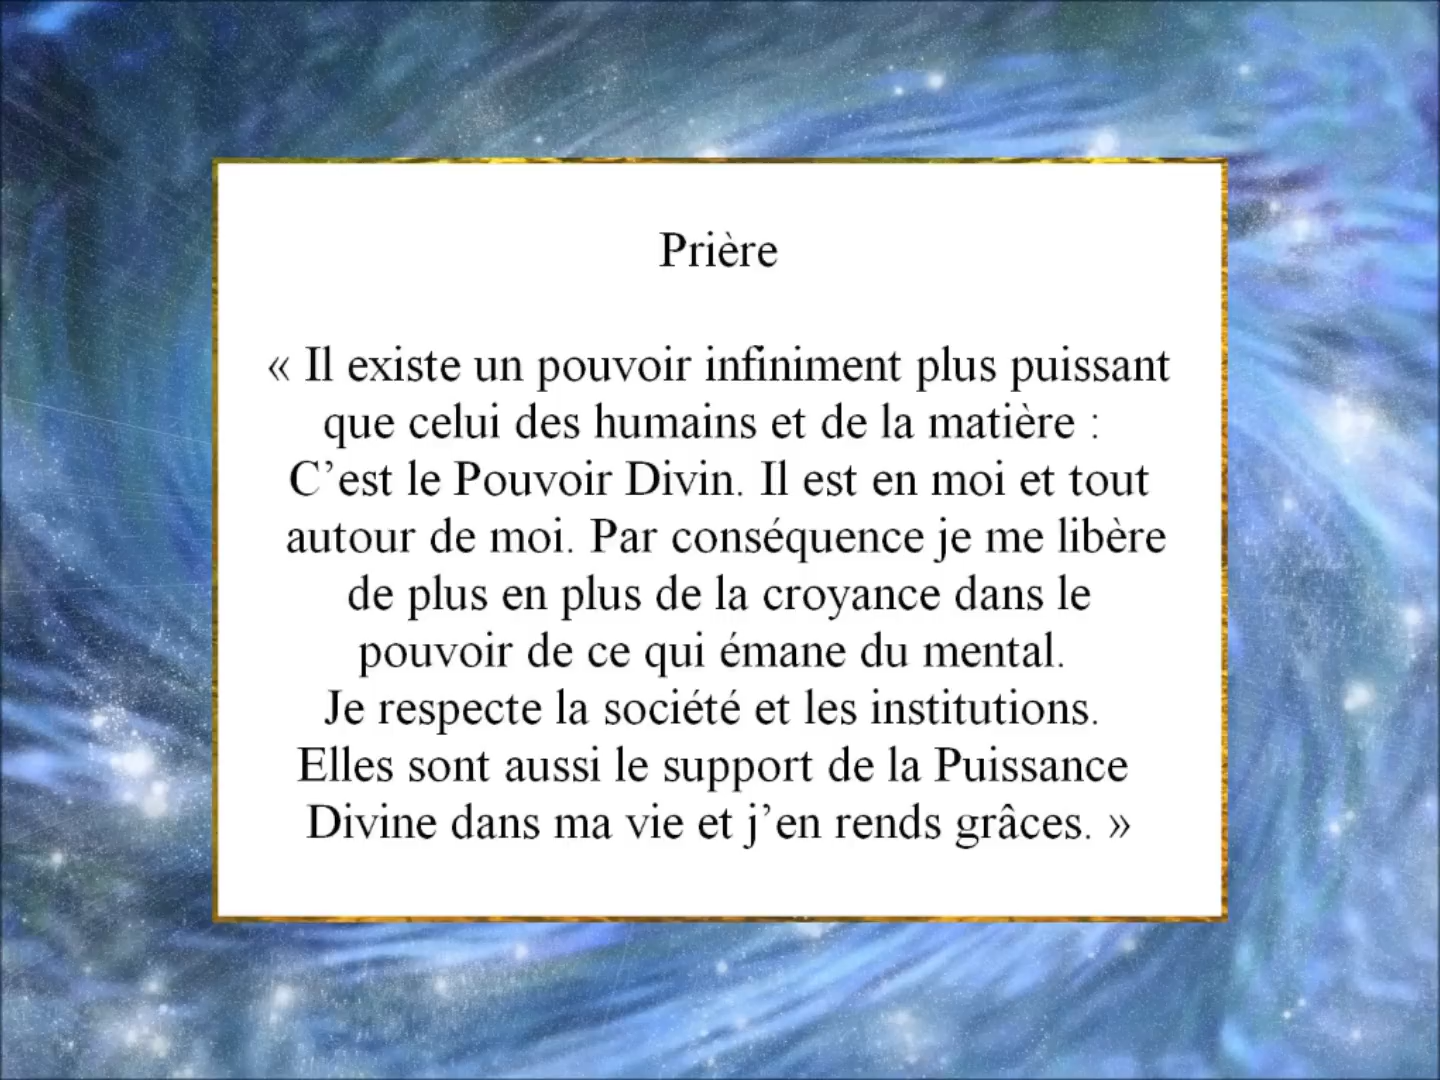 Prière
« Il existe un pouvoir infiniment plus puissant
que celui des humains et de la matière :
C’est le Pouvoir Divin. Il est en moi et tout
autour de moi. Par conséquence je me libère
de plus en plus de la croyance dans le
pouvoir de ce qui émane du mental.
Je respecte la société et les institutions.
Elles sont aussi le support de la Puissance
Divine dans ma vie et j’en rends grâces. »